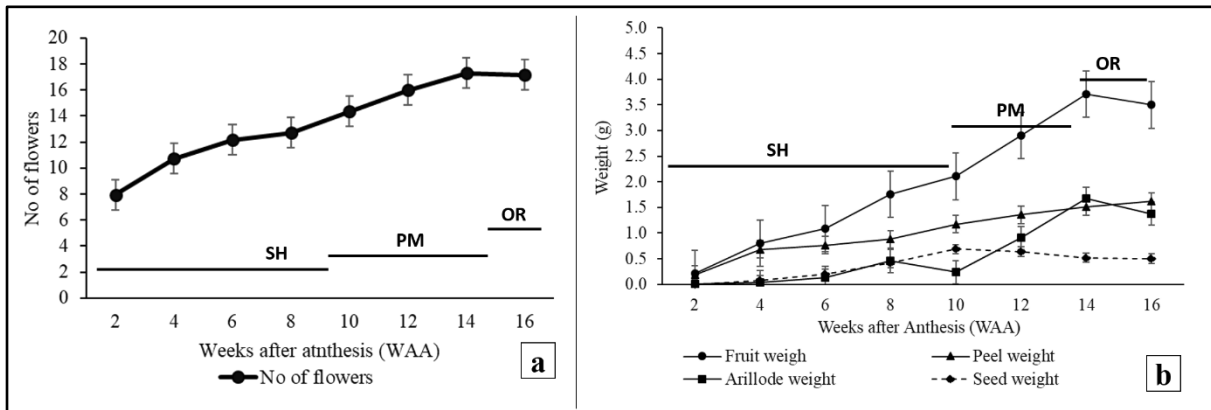 No of flowers
20
18
16
14
12
10
8
6
4
2
0
SH
PM
OR
2 4 6 8 10 12 14 16
Weeks after atnthesis (WAA)
No of flowers
a
Weight (g)
5.0
4.5
4.0
3.5
3.0
2.5
2.0
1.5
1.0
0.5
0.0
SH
PM
OR
2 4 6 8 10 12 14 16
Weeks after Anthesis (WAA)
Fruit weigh Peel weight
Arillode weight Seed weight
b